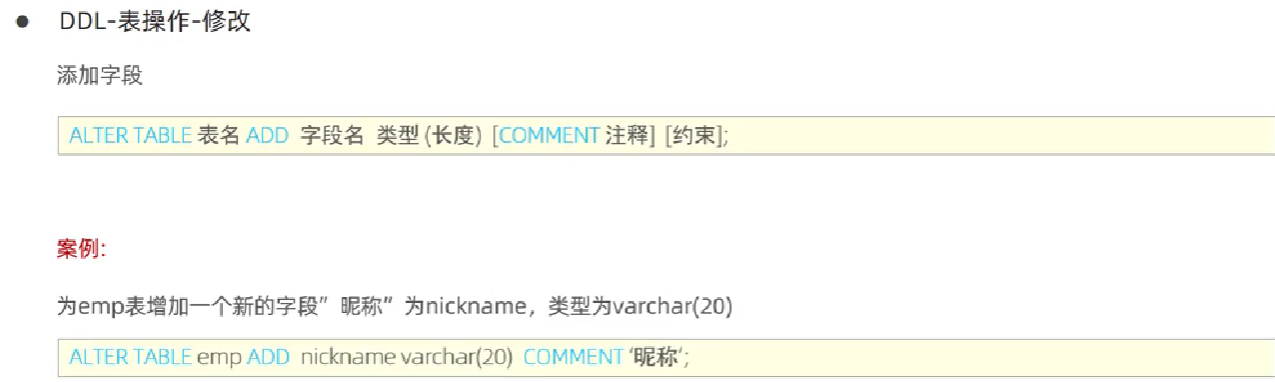 ● DDL-表操作-修改
添加字段
ALTER TABLE 表名 ADD 字段名 类型 (长度) [COMMENT 注释] [约束];
案例:
为emp表增加一个新的字段”昵称”为nickname，类型为varchar(20)
ALTER TABLE emp ADD nickname varchar(20) COMMENT ‘昵称‘;